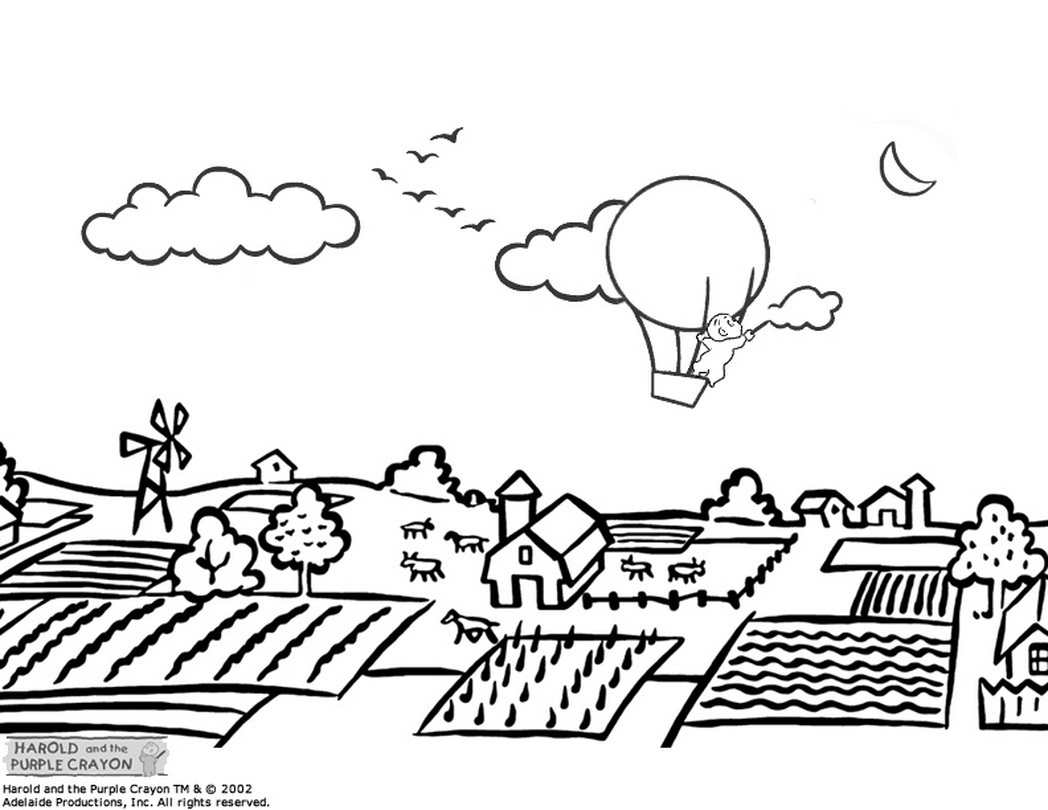 HAROLD and the
PURPLE CRAYON
Harold and the Purple Crayon TM & © 2002
Adelaide Productions, Inc. All rights reserved.